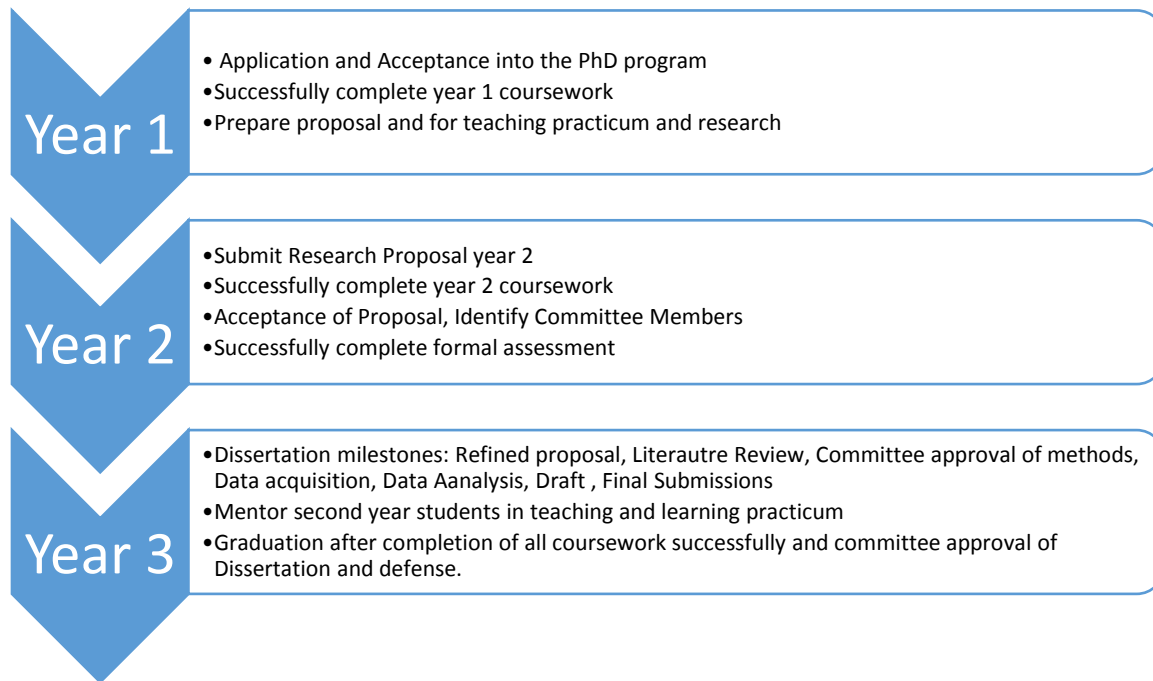 Year 1
• Application and Acceptance into the PhD program
•Successfully complete year 1 coursework
•Prepare proposal and for teaching practicum and research
Year 2
•Submit Research Proposal year 2
•Successfully complete year 2 coursework
•Acceptance of Proposal, Identify Committee Members
•Successfully complete formal assessment
Year 3
•Dissertation milestones: Refined proposal, Literautre Review, Committee approval of methods,
Data acquisition, Data Aanalysis, Draft , Final Submissions
•Mentor second year students in teaching and learning practicum
•Graduation after completion of all coursework successfully and committee approval of
Dissertation and defense.